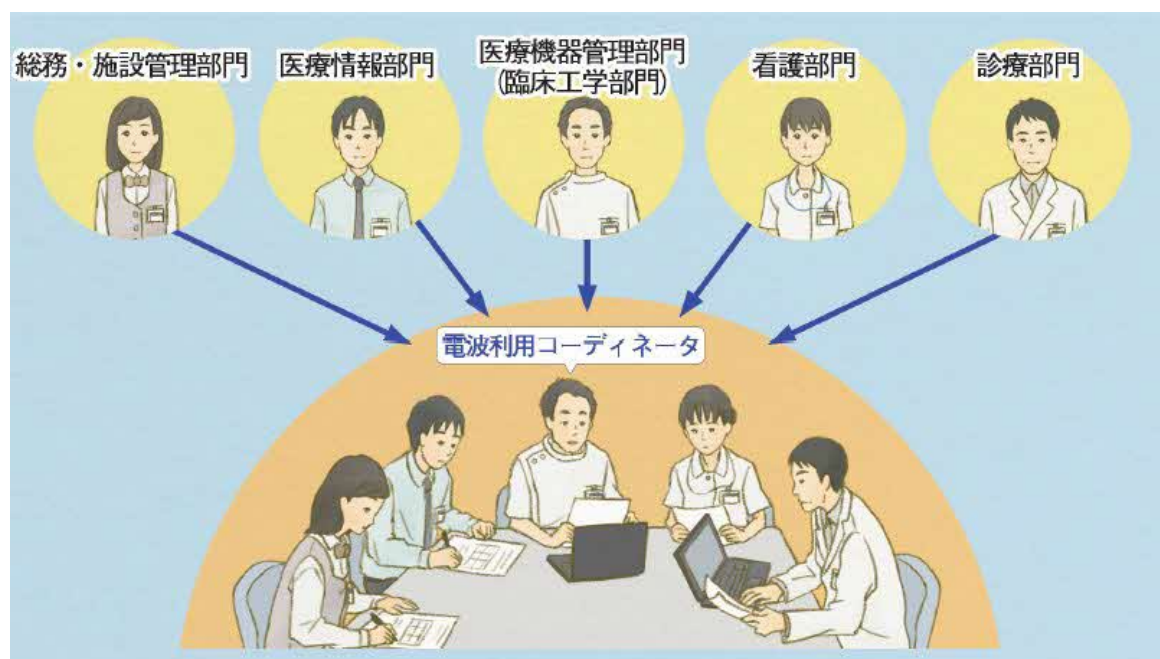 総務・施設管理部門
医療情報部門
医療機器管理部門
(臨床工学部門)
看護部門
診療部門
電波利用コーディネータ